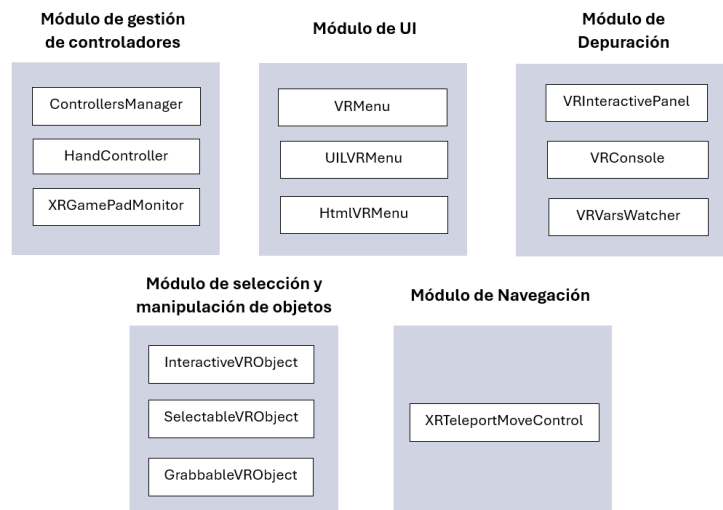 Módulo de gestión
de controladores
ControllersManager
HandController
XRGamePadMonitor
Módulo de UI
VRMenu
UILVRMenu
HtmlVRMenu
Módulo de
Depuración
VRInteractivePanel
VRConsole
VRVarsWatcher
Módulo de selección y
manipulación de objetos
InteractiveVRObject
SelectableVRObject
GrabbableVRObject
Módulo de Navegación
XRTeleportMoveControl